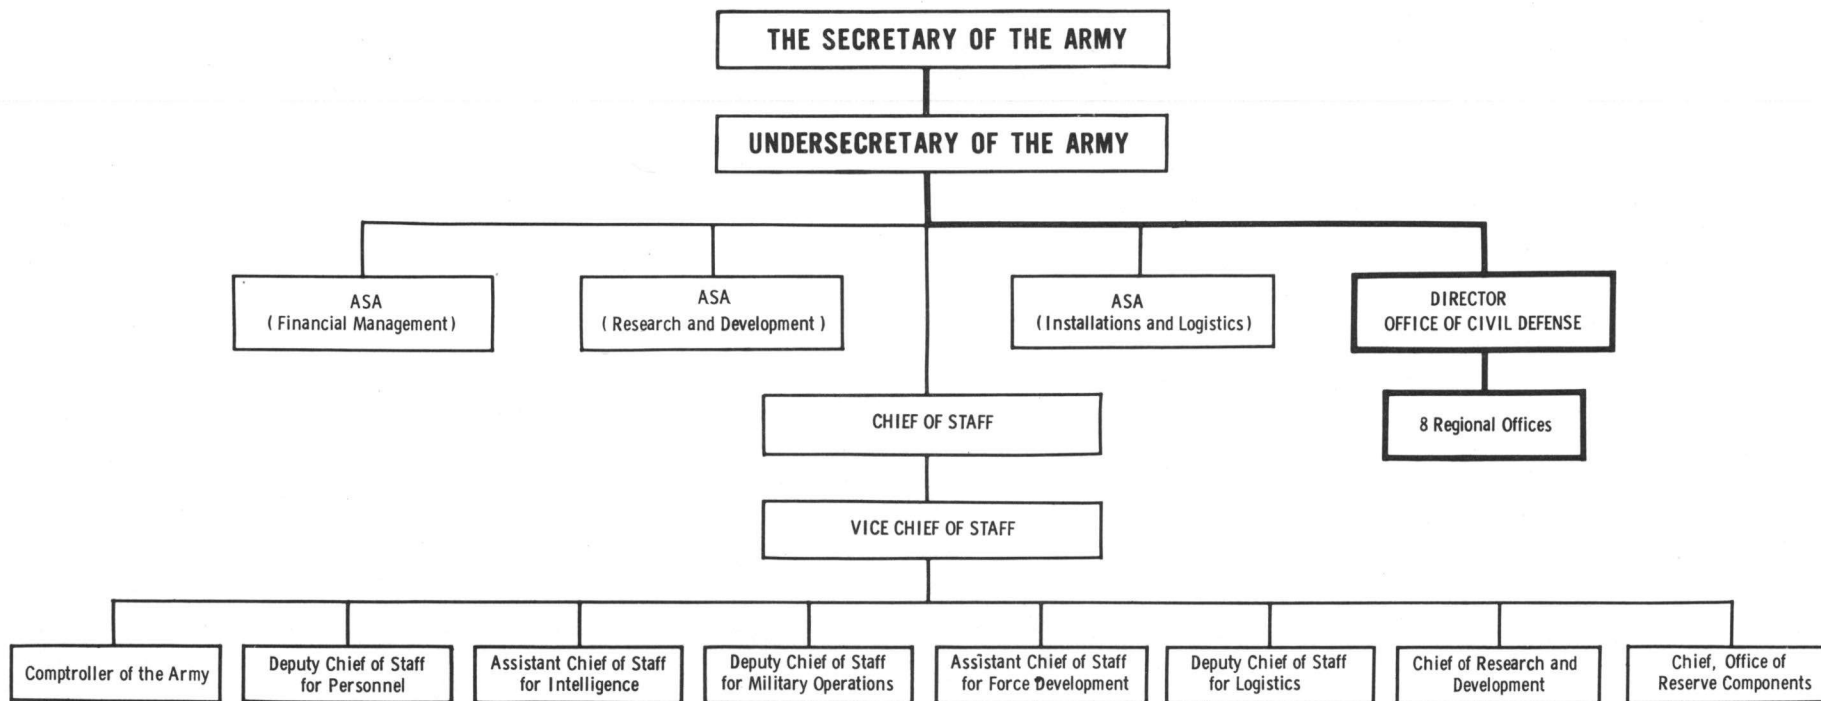 THE SECRETARY OF THE ARMY
UNDERSECRETARY OF THE ARMY
ASA
( Financial Management )
ASA
( Research and Development )
ASA
( Installations and Logistics )
DIRECTOR
OFFICE OF CIVIL DEFENSE
CHIEF OF STAFF
8 Regional Offices
VICE CHIEF OF STAFF
Comptroller of the Army
Deputy Chief of Staff
for Personnel
Assistant Chief of Staff
for Intelligence
Deputy Chief of Staff
for Military Operations
Assistant Chief of Staff
for Force Development
Deputy Chief of Staff
for Logistics
Chief of Research and
Development
Chief, Office of
Reserve Components